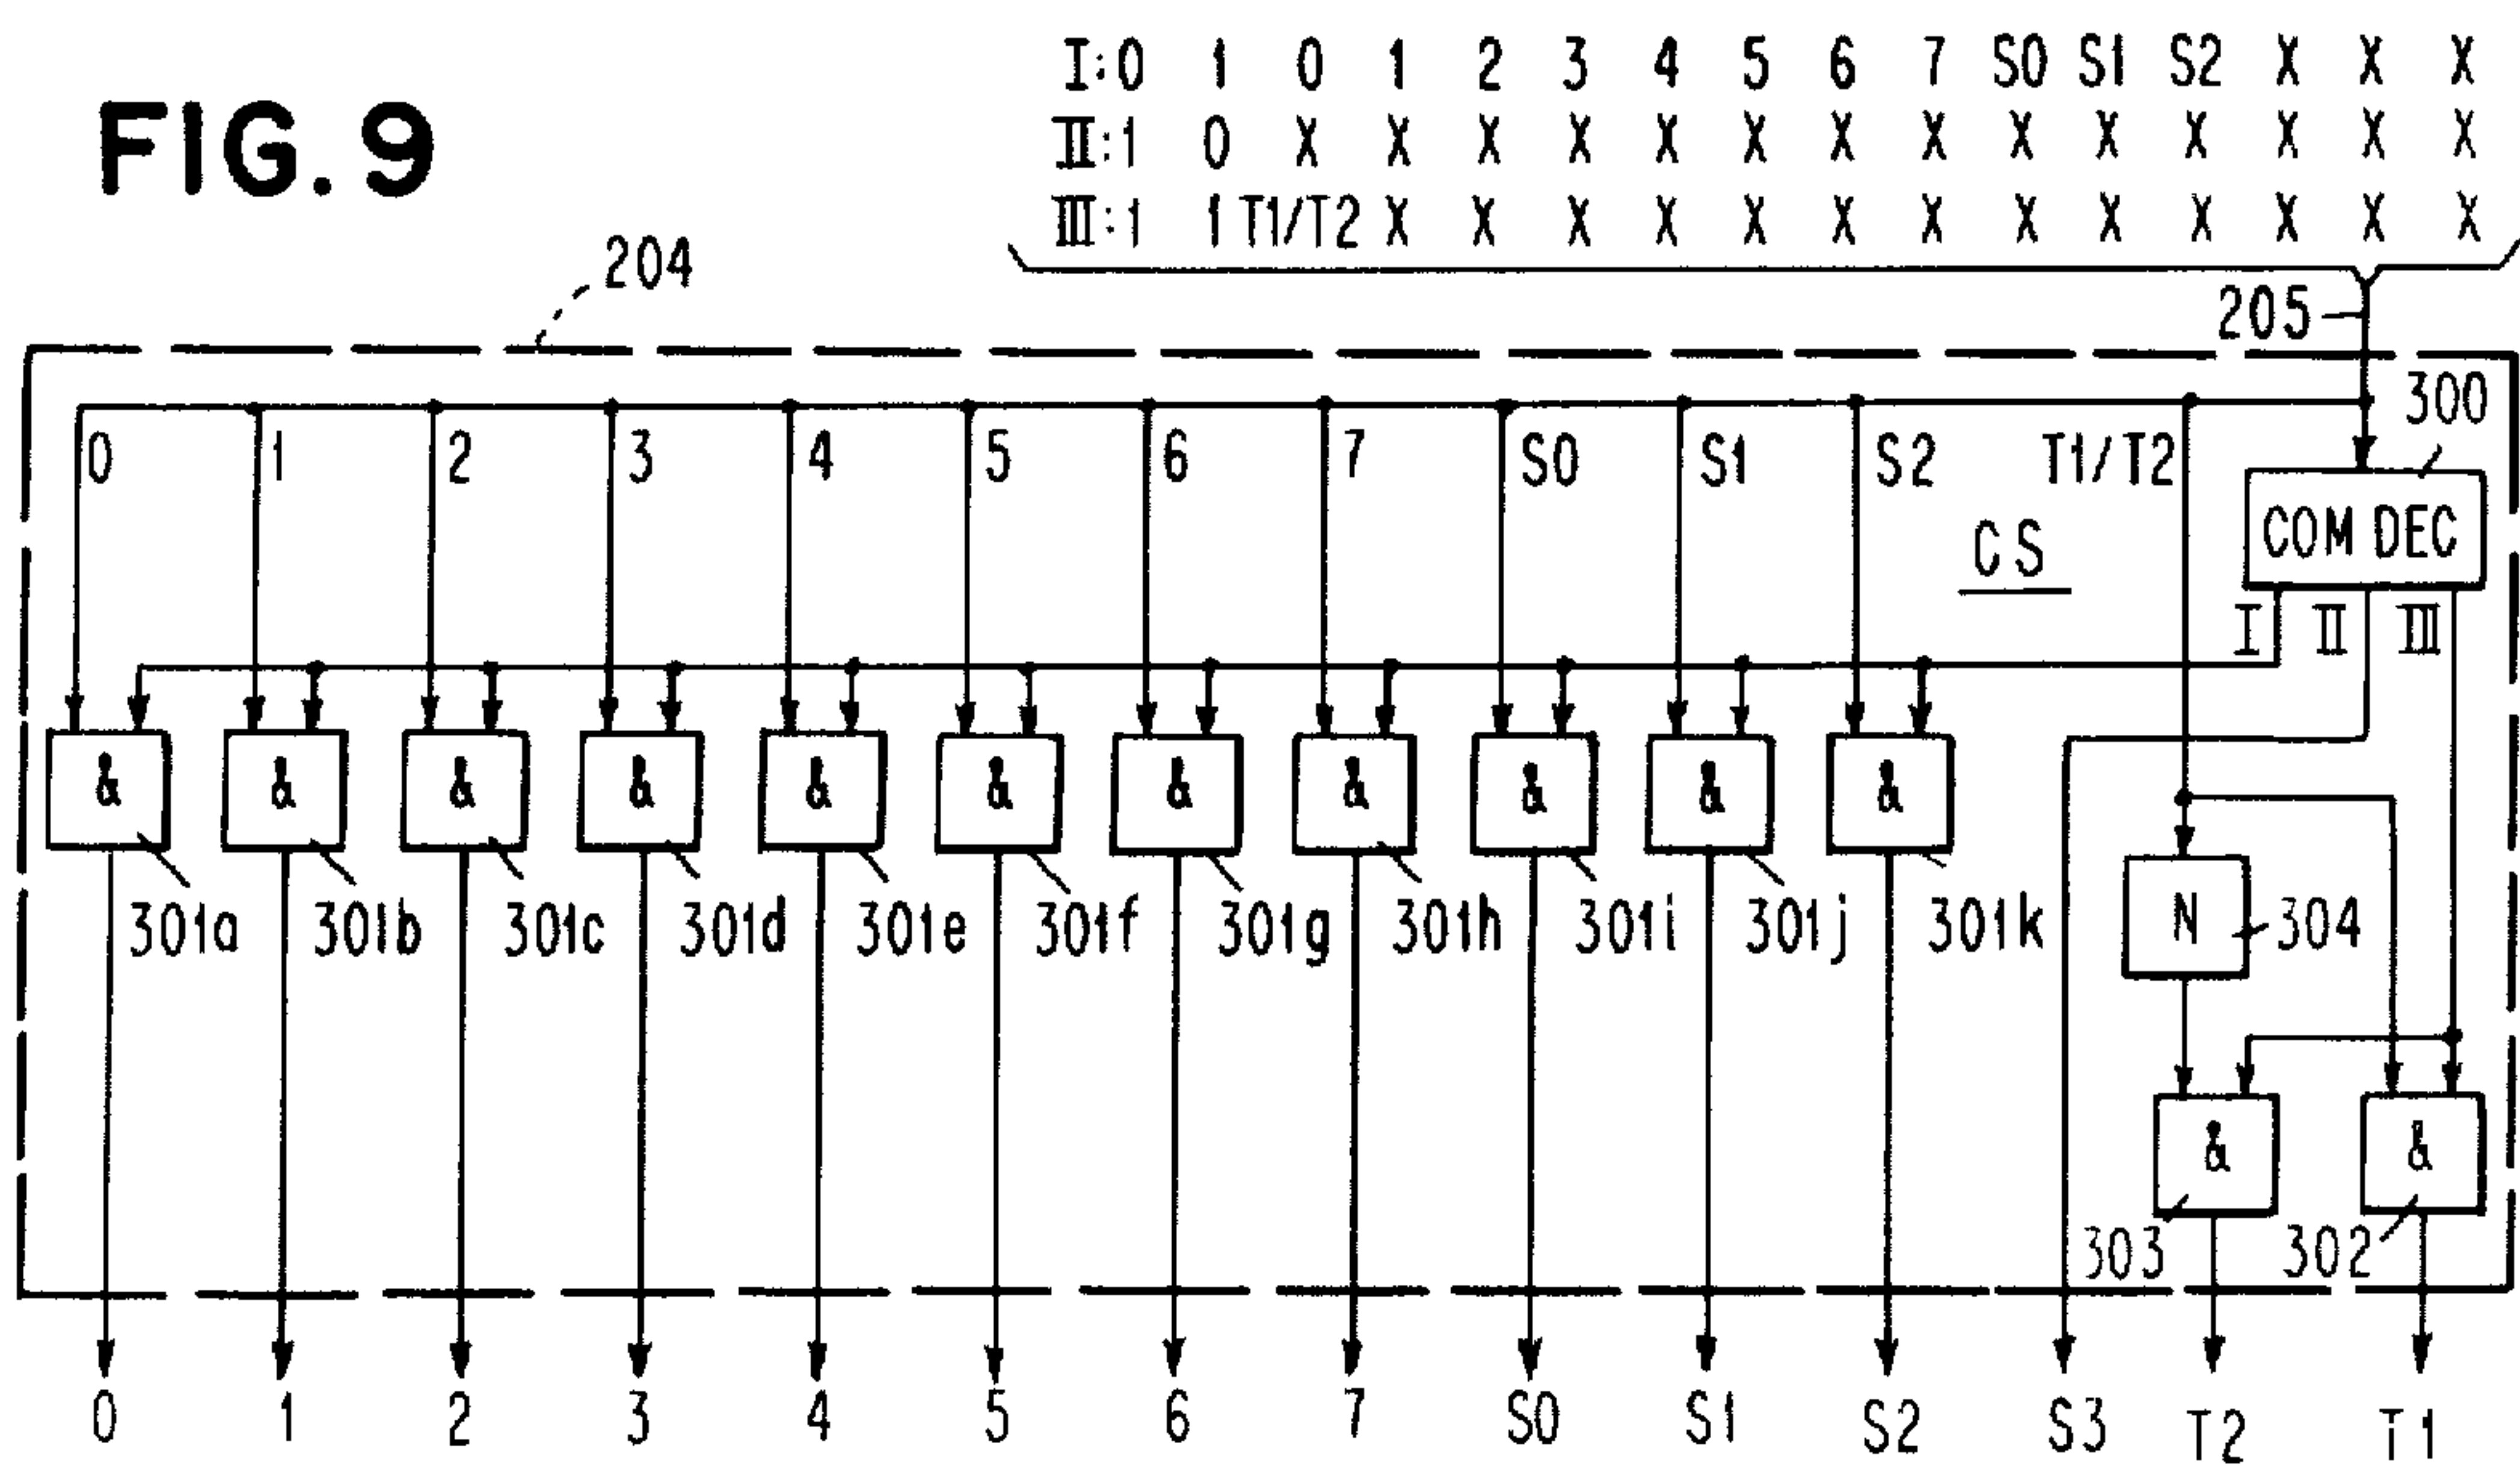 FIG. 9
I: 0 1 0 1 2 3 4 5 6 7 S0 S1 S2 X X X
II: 1 0 X X X X X X X X X X X X X X
III: 1 1 T1/T2 X X X X X X X X X X X X X
204
205
300
0 1 2 3 4 5 6 7 S0 S1 S2 T1/T2
COM DEC
CS
I II III
& & & & & & & & & & &
301a 301b 301c 301d 301e 301f 301g 301h 301i 301j 301k
N 304
& &
303 302
0 1 2 3 4 5 6 7 S0 S1 S2 S3 T2 T1